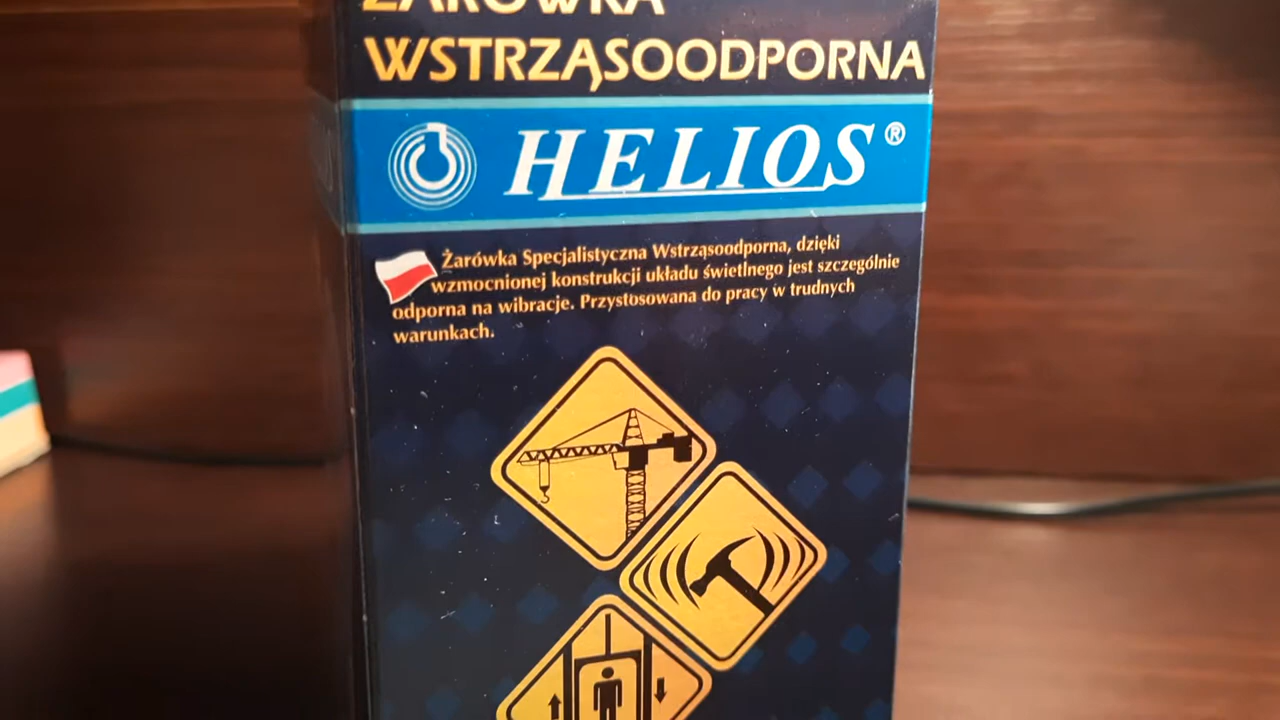 ŻARÓWKA
WSTRZĄSOODPORNA
HELIOS®
Żarówka Specjalistyczna Wstrząsoodporna, dzięki
wzmocnionej konstrukcji układu świetlnego jest szczególnie
odporna na wibracje. Przystosowana do pracy w trudnych
warunkach.